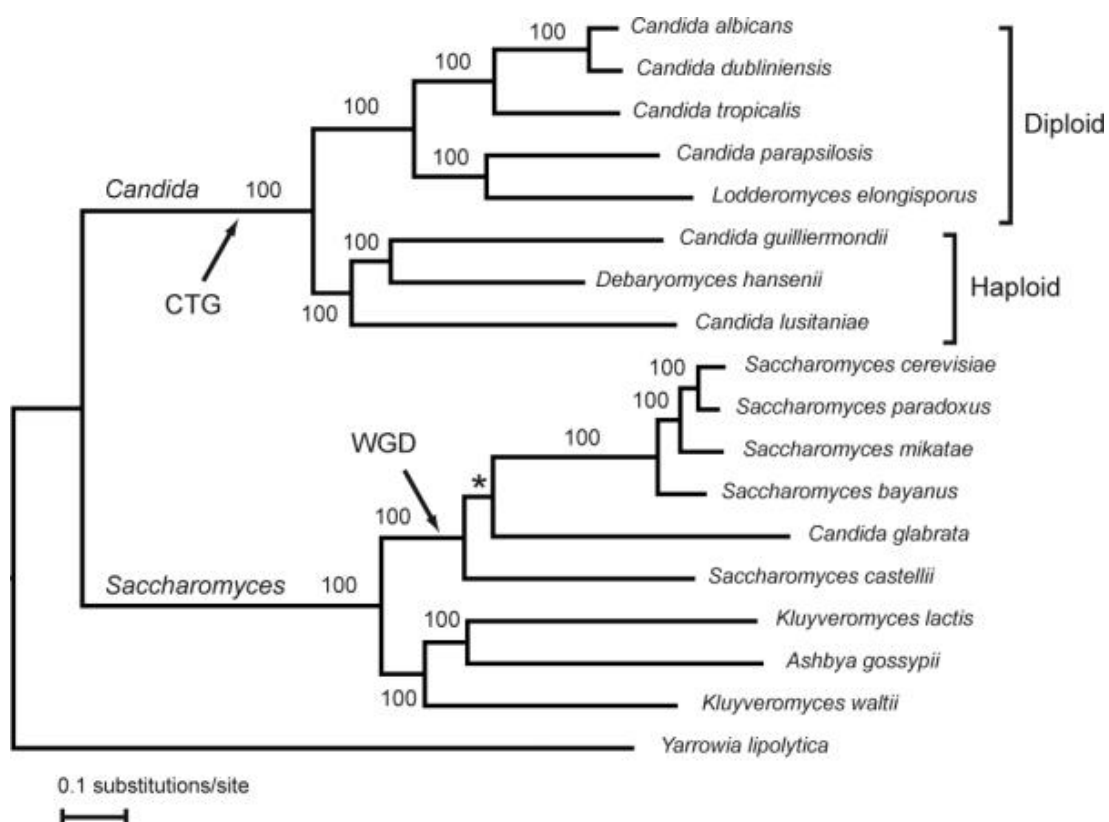 100
Candida albicans
100
Candida dubliniensis
100
Candida tropicalis
Diploid
100
Candida parapsilosis
Candida
100
Lodderomyces elongisporus
100
Candida guilliermondii
CTG
Debaryomyces hansenii
Haploid
100
Candida lusitaniae
100
Saccharomyces cerevisiae
100
Saccharomyces paradoxus
WGD
100
Saccharomyces mikatae
*
Saccharomyces bayanus
100
Candida glabrata
Saccharomyces
100
Saccharomyces castellii
Kluyveromyces lactis
Ashbya gossypii
100
Kluyveromyces waltii
Yarrowia lipolytica
0.1 substitutions/site